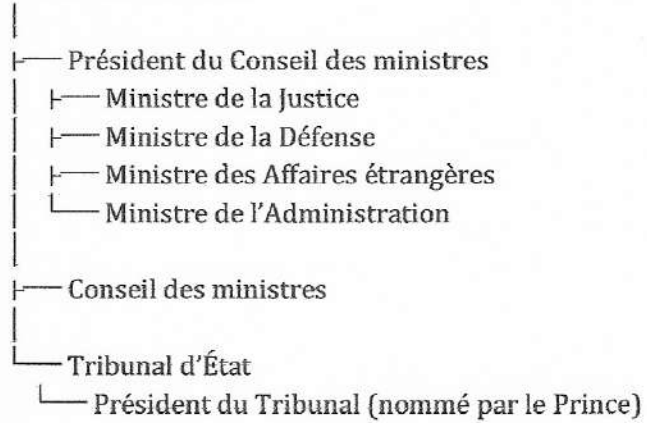 Président du Conseil des ministres
Ministre de la Justice
Ministre de la Défense
Ministre des Affaires étrangères
Ministre de l'Administration
Conseil des ministres
Tribunal d'État
Président du Tribunal (nommé par le Prince)